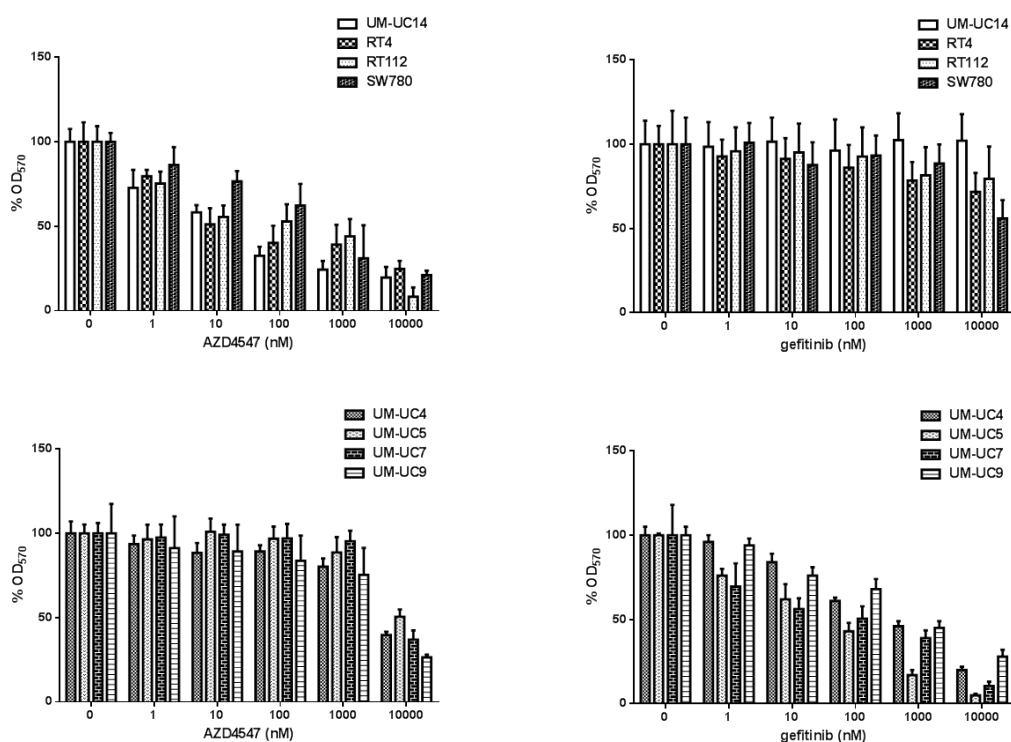 UM-UC14
RT4
RT112
SW780
150
100
50
0
% OD570
0 1 10 100 1000 10000
AZD4547 (nM)
UM-UC14
RT4
RT112
SW780
150
100
50
0
% OD570
0 1 10 100 1000 10000
gefitinib (nM)
UM-UC4
UM-UC5
UM-UC7
UM-UC9
150
100
50
0
% OD570
0 1 10 100 1000 10000
AZD4547 (nM)
UM-UC4
UM-UC5
UM-UC7
UM-UC9
150
100
50
0
% OD570
0 1 10 100 1000 10000
gefitinib (nM)